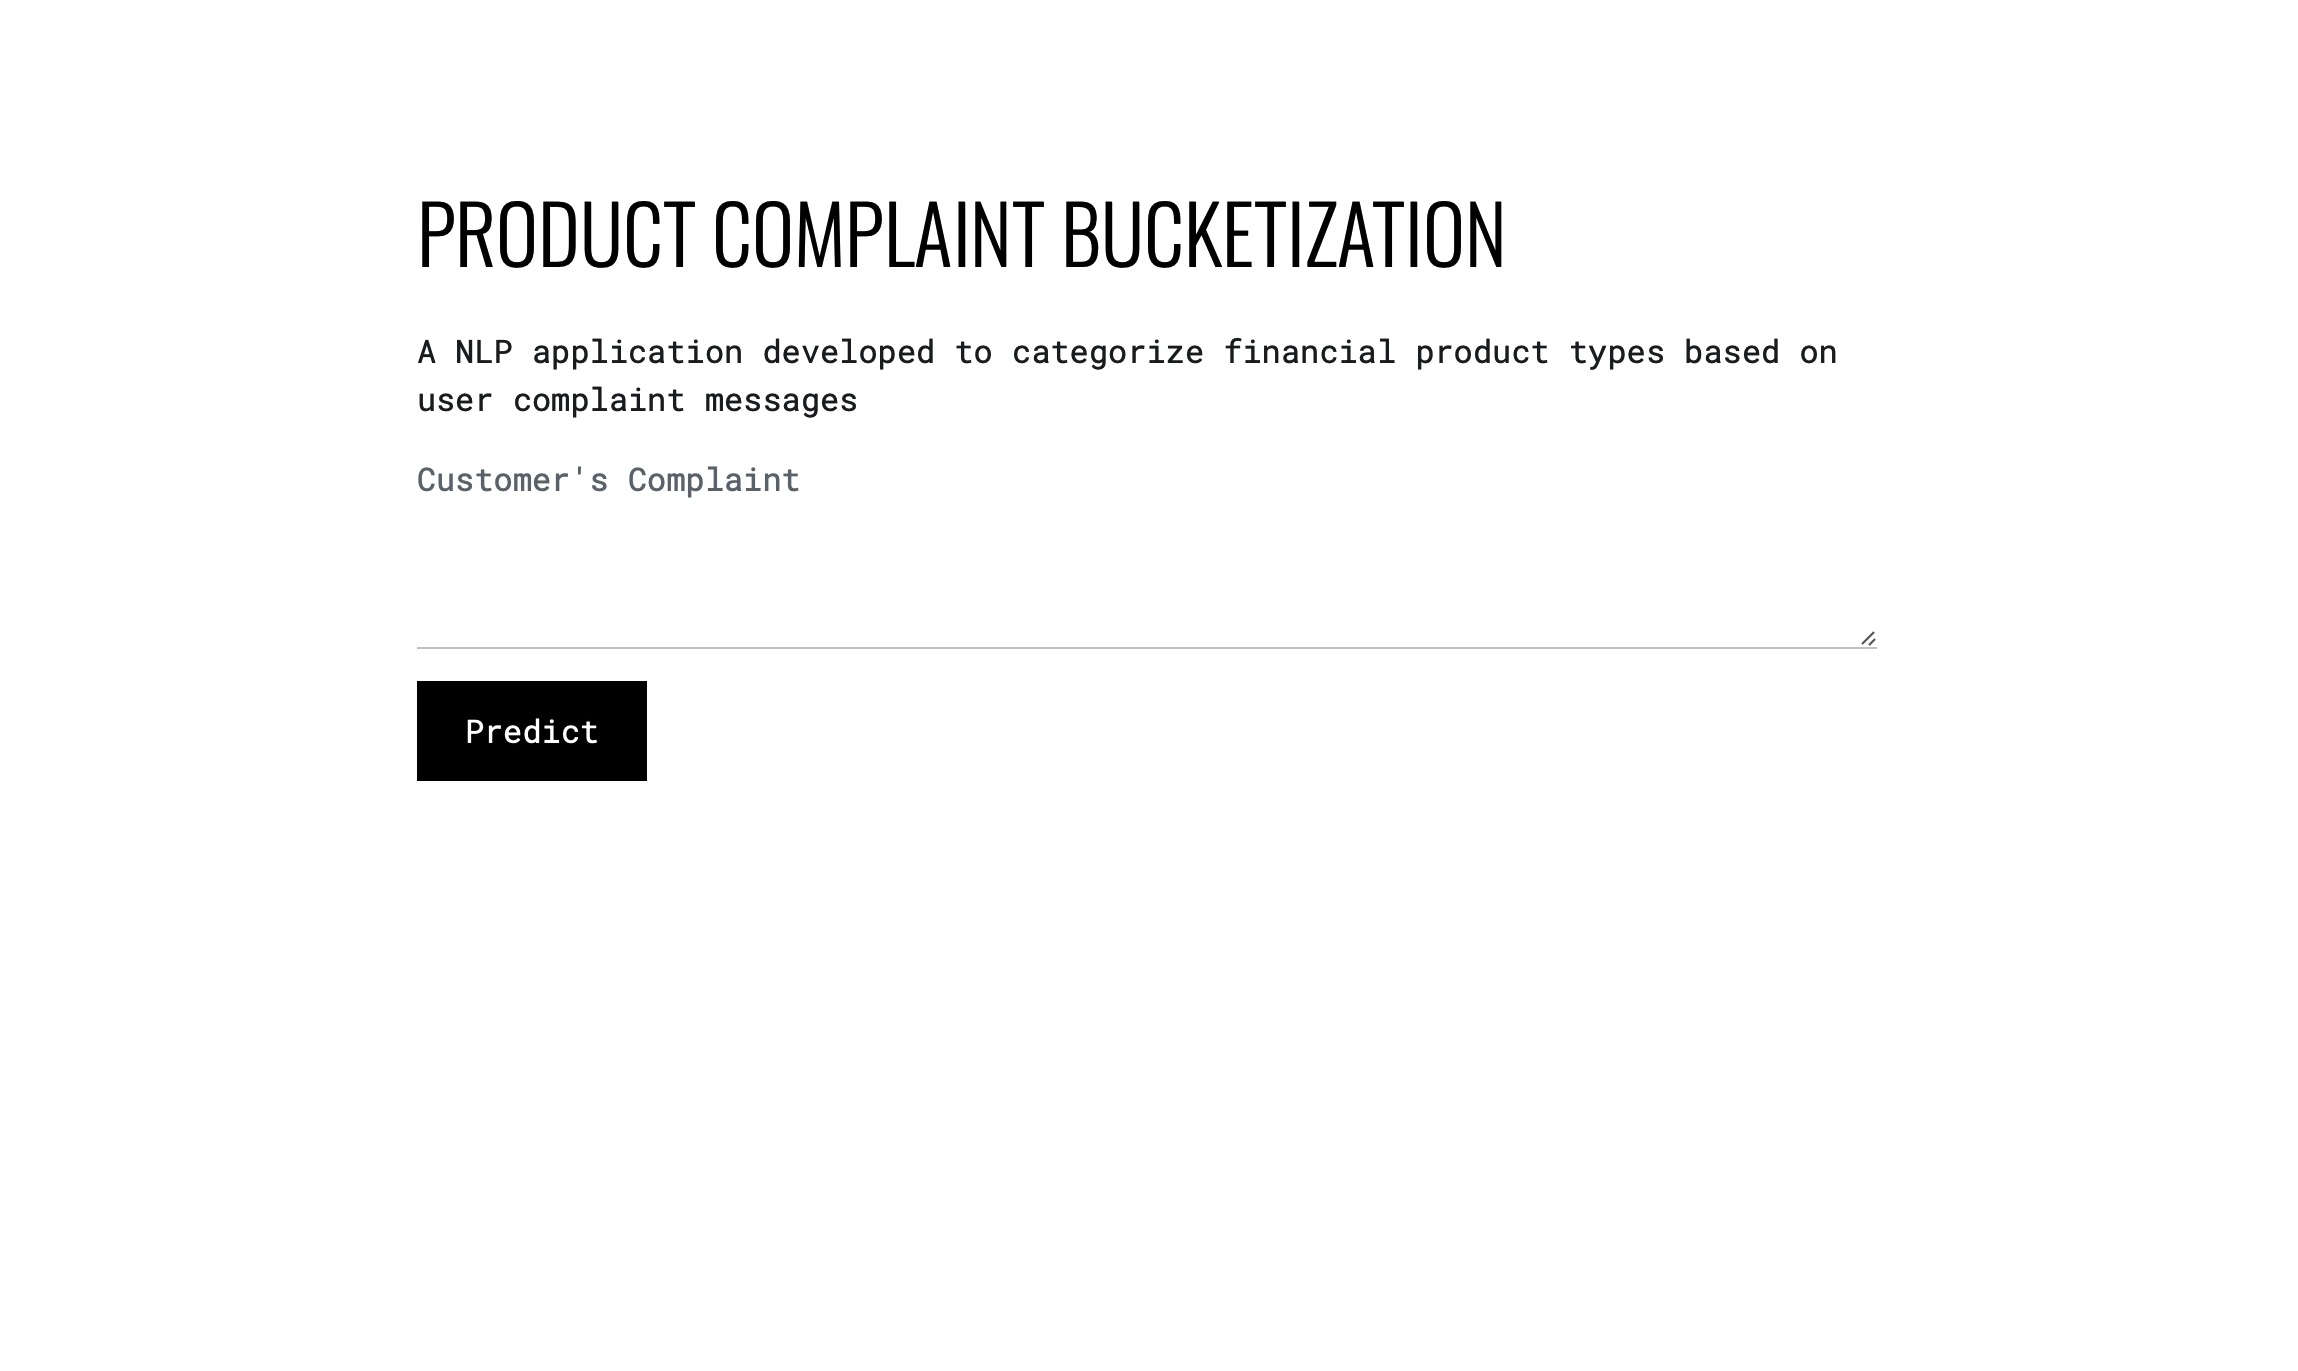 PRODUCT COMPLAINT BUCKETIZATION
A NLP application developed to categorize financial product types based on
user complaint messages
Customer's Complaint
Predict